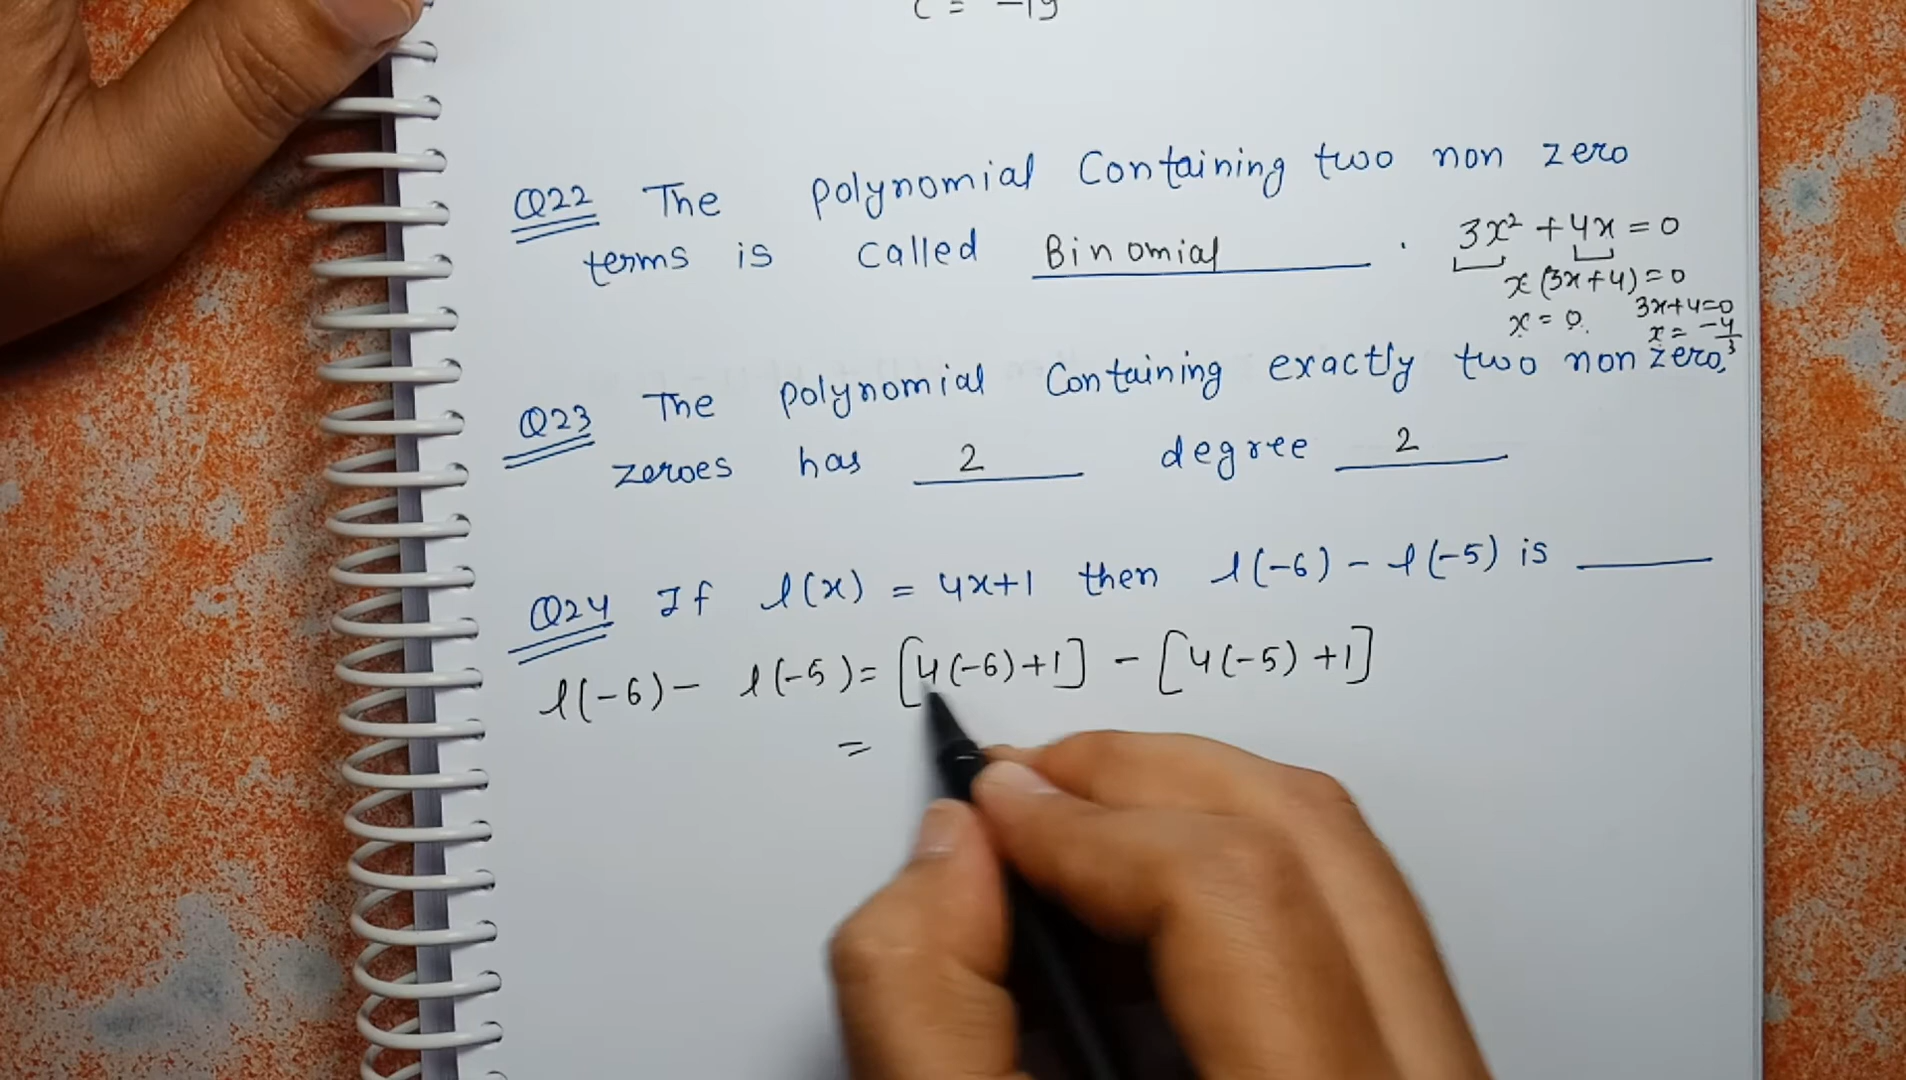 c = -19
Q22 The polynomial Containing two non zero
terms is called Binomial .
3x² + 4x = 0
x(3x+4)=0
x = 0. 3x+4=0
x = -4/3
Q23 The polynomial Containing exactly two non zero
zeroes has 2 degree 2
Q24 If l(x) = 4x+1 then l(-6) - l(-5) is ____
l(-6) - l(-5) = [4(-6)+1] - [4(-5)+1]
=